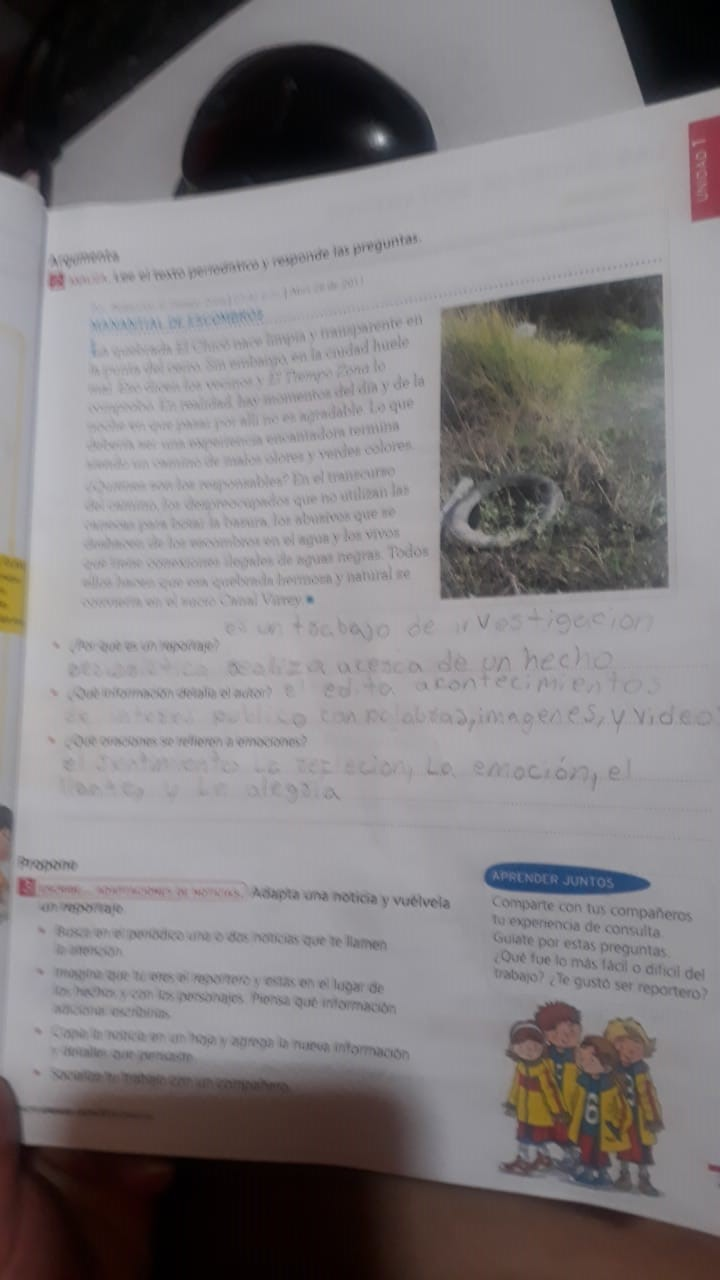 UNIDAD 1
Argumenta
Lee el texto periodístico y responde las preguntas.
Abril 28 de 2011
MANANTIAL DE ESCOMBROS
La quebrada El Chicó nace limpia y transparente en
la punta del cerro. Sin embargo, en la ciudad huele
mal. Eso dicen los vecinos y El Tiempo Zona lo
comprobó. En realidad, hay momentos del día y de la
noche en que pasar por allí no es agradable. Lo que
debería ser una experiencia encantadora termina
siendo un camino de malos olores y verdes colores.
¿Quiénes son los responsables? En el transcurso
del camino, los despreocupados que no utilizan las
canecas para botar la basura, los abusivos que se
deshacen de los escombros en el agua y los vivos
que tiene conexiones ilegales de aguas negras. Todos
ellos hacen que esa quebrada hermosa y natural se
convierta en el sucio Canal Virrey.
es un trabajo de investigacion
¿Por qué es un reportaje?
realiza acerca de un hecho
¿Qué información detalla el autor? el edita acontecimientos
de interes publico con palabras, imagenes, y video
¿Qué oraciones se refieren a emociones?
el sentimiento, La, La emoción, el
llanto, y La alegria
Propone
Adapta una noticia y vuélvela
un reportaje.
Busca en el periódico una o dos noticias que te llamen
la atención.
Imagina que tú eres el reportero y estás en el lugar de
los hechos y con los personajes. Piensa qué información
adicional escribirías.
Copia la noticia en un hoja y agrega la nueva información
y detalles que pensaste.
Socializa tu trabajo con un compañero.
APRENDER JUNTOS
Comparte con tus compañeros
tu experiencia de consulta.
Guíate por estas preguntas.
¿Qué fue lo más fácil o difícil del
trabajo? ¿Te gustó ser reportero?
6